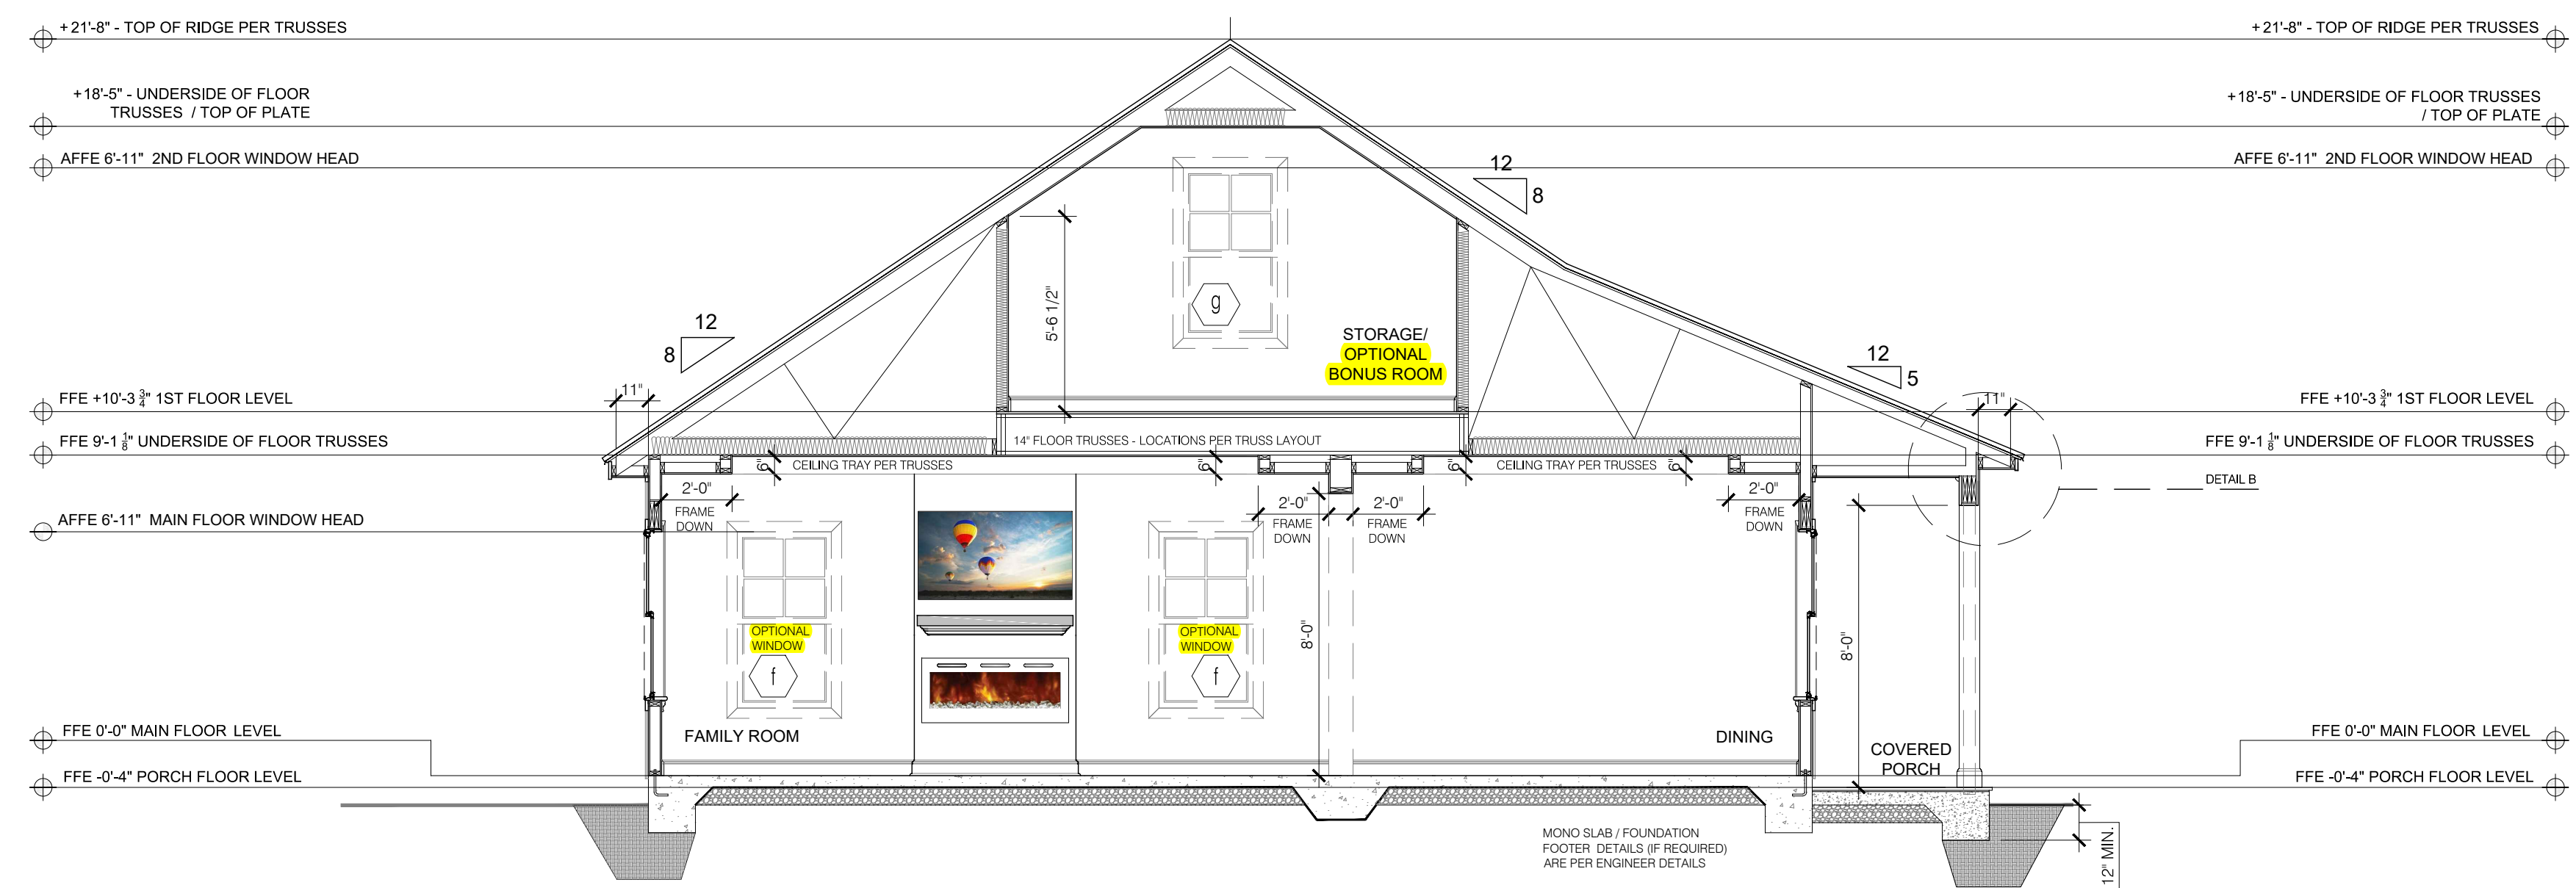 +21'-8" - TOP OF RIDGE PER TRUSSES
+21'-8" - TOP OF RIDGE PER TRUSSES
+18'-5" - UNDERSIDE OF FLOOR
TRUSSES / TOP OF PLATE
+18'-5" - UNDERSIDE OF FLOOR TRUSSES
/ TOP OF PLATE
AFFE 6'-11" 2ND FLOOR WINDOW HEAD
AFFE 6'-11" 2ND FLOOR WINDOW HEAD
12
8
g
5'-6 1/2"
STORAGE/
OPTIONAL
BONUS ROOM
12
8
12
5
11"
11"
FFE +10'-3 3/4" 1ST FLOOR LEVEL
FFE +10'-3 3/4" 1ST FLOOR LEVEL
FFE 9'-1 1/8" UNDERSIDE OF FLOOR TRUSSES
FFE 9'-1 1/8" UNDERSIDE OF FLOOR TRUSSES
14" FLOOR TRUSSES - LOCATIONS PER TRUSS LAYOUT
6"
CEILING TRAY PER TRUSSES
6"
6"
CEILING TRAY PER TRUSSES
6"
DETAIL B
2'-0"
FRAME
DOWN
2'-0"
FRAME
DOWN
2'-0"
FRAME
DOWN
2'-0"
FRAME
DOWN
AFFE 6'-11" MAIN FLOOR WINDOW HEAD
OPTIONAL
WINDOW
f
OPTIONAL
WINDOW
f
8'-0"
8'-0"
FAMILY ROOM
DINING
COVERED
PORCH
FFE 0'-0" MAIN FLOOR LEVEL
FFE 0'-0" MAIN FLOOR LEVEL
FFE -0'-4" PORCH FLOOR LEVEL
FFE -0'-4" PORCH FLOOR LEVEL
MONO SLAB / FOUNDATION
FOOTER DETAILS (IF REQUIRED)
ARE PER ENGINEER DETAILS
12" MIN.